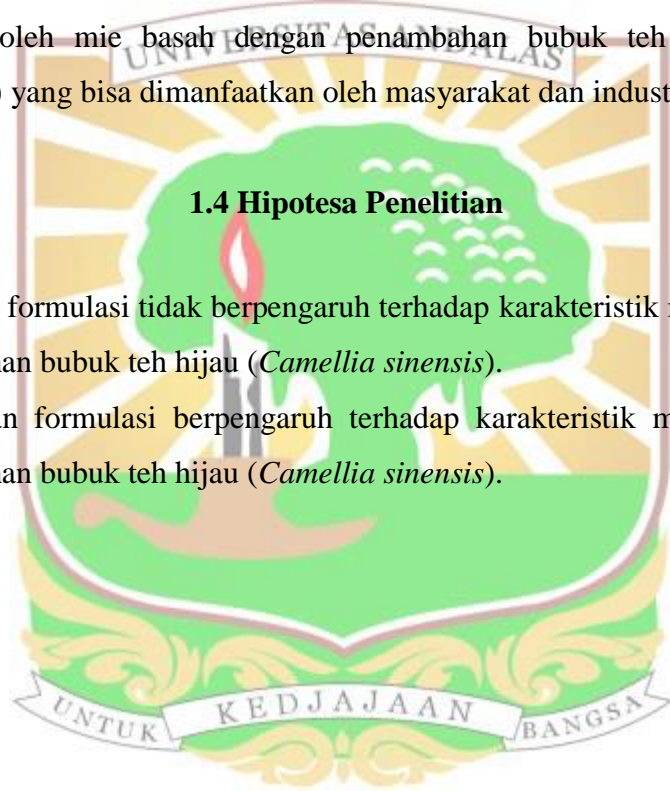 oleh mie basah dengan penambahan bubuk teh
UNIVERSITAS ANDALAS
) yang bisa dimanfaatkan oleh masyarakat dan indust
1.4 Hipotesa Penelitian
formulasi tidak berpengaruh terhadap karakteristik
an bubuk teh hijau (Camellia sinensis).
n formulasi berpengaruh terhadap karakteristik m
an bubuk teh hijau (Camellia sinensis).
UNTUK KEDJAJAAN BANGSA